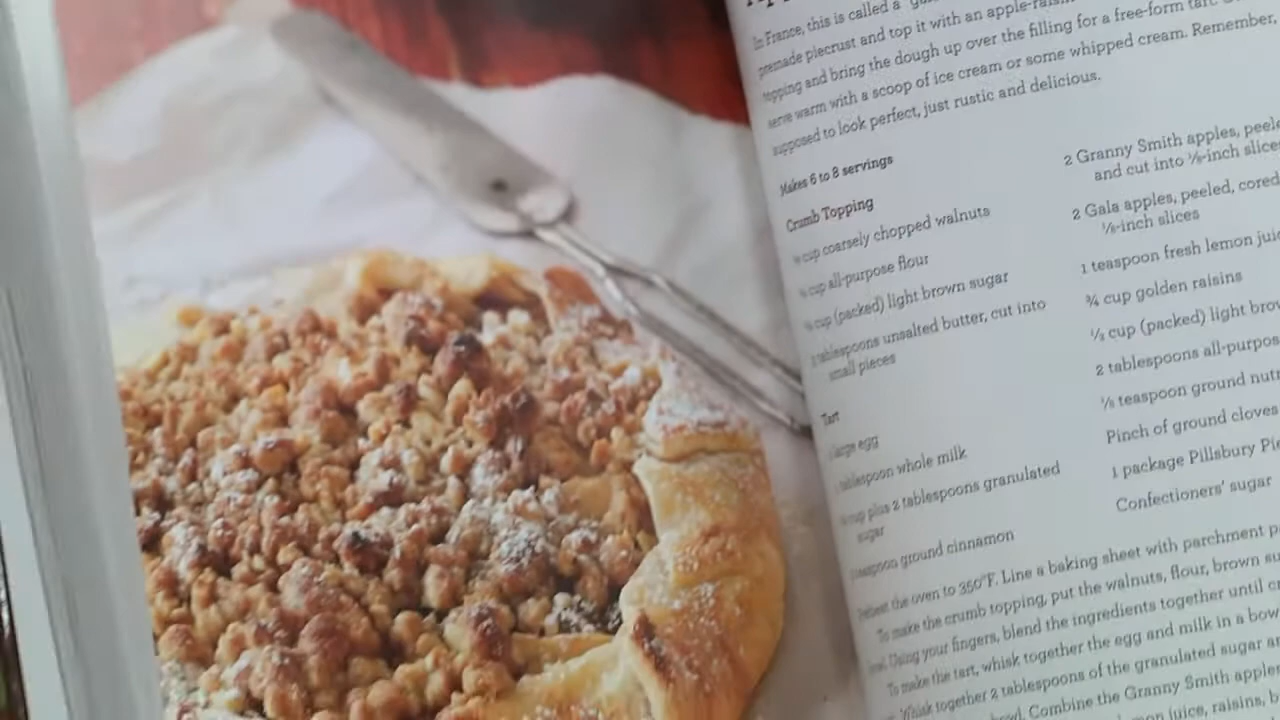 In France, this is called a
premade piecrust and top it with an apple-raisin
topping and bring the dough up over the filling for a free-form tart.
serve warm with a scoop of ice cream or some whipped cream. Remember,
supposed to look perfect, just rustic and delicious.
Makes 6 to 8 servings
Crumb Topping
cup coarsely chopped walnuts
cup all-purpose flour
cup (packed) light brown sugar
tablespoons unsalted butter, cut into
small pieces
Tart
large egg
tablespoon whole milk
cup plus 2 tablespoons granulated
sugar
teaspoon ground cinnamon
2 Granny Smith apples, peele
and cut into ⅛-inch slice
2 Gala apples, peeled, cored
⅛-inch slices
1 teaspoon fresh lemon juic
¾ cup golden raisins
⅓ cup (packed) light bro
2 tablespoons all-purpos
⅛ teaspoon ground nut
Pinch of ground cloves
1 package Pillsbury Pie
Confectioners' sugar
the oven to 350°F. Line a baking sheet with parchment p
To make the crumb topping, put the walnuts, flour, brown su
Using your fingers, blend the ingredients together until c
To make the tart, whisk together the egg and milk in a bow
Whisk together 2 tablespoons of the granulated sugar a
bowl. Combine the Granny Smith apple
mon juice, raisins, b